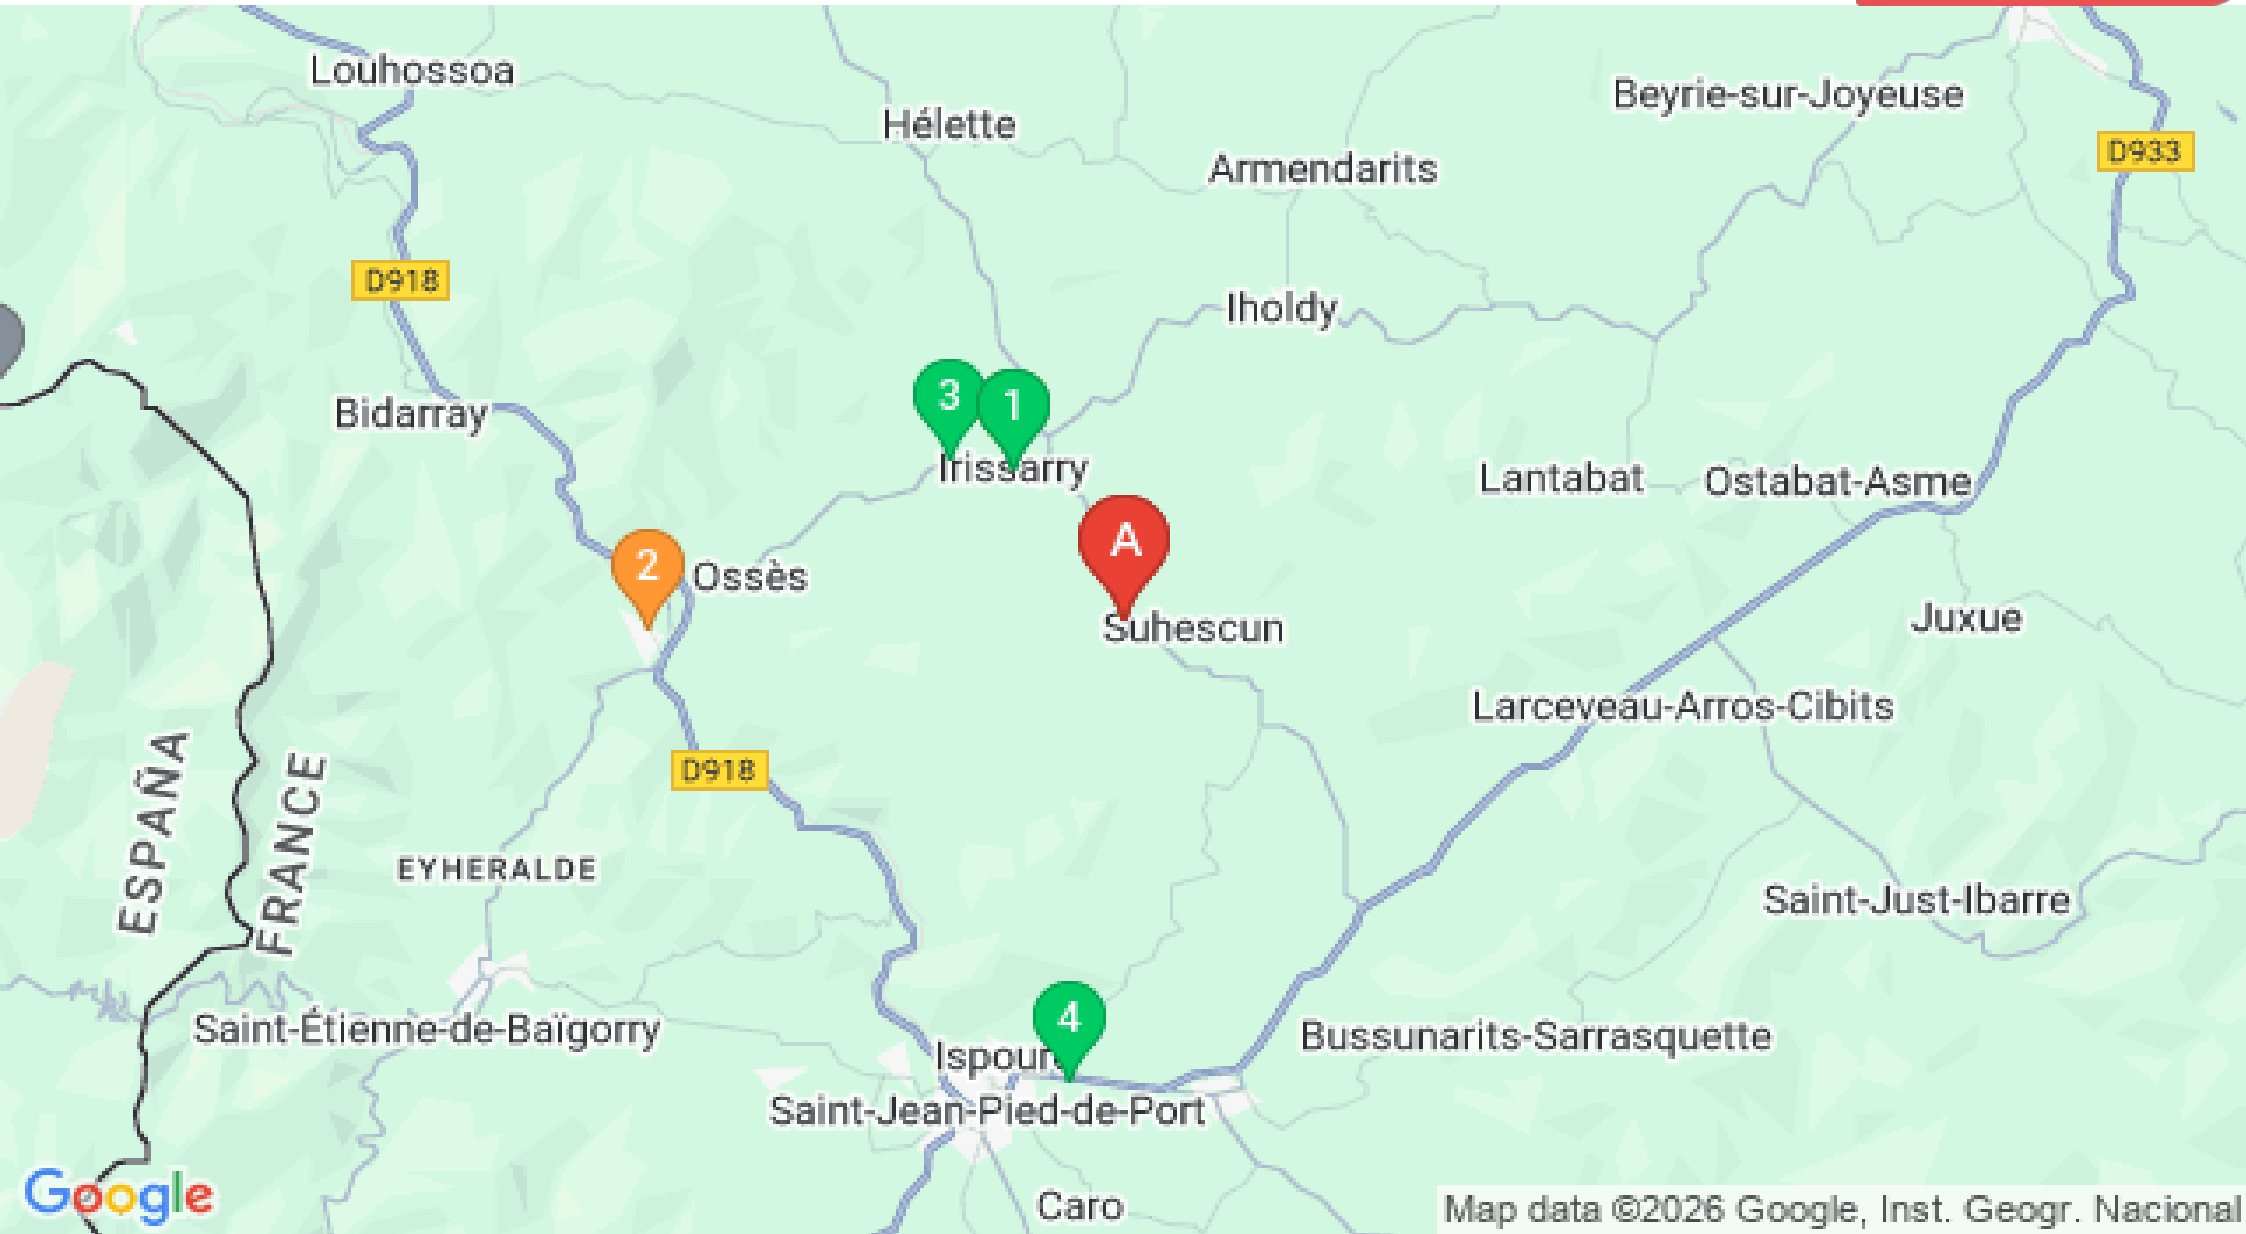 Louhossoa
Beyrie-sur-Joyeuse
Hélette
D933
Armendarits
D918
Iholdy
3
1
Bidarray
Irissarry
Lantabat
Ostabat-Asme
A
2
Ossès
Suhescun
Juxue
Larceveau-Arros-Cibits
D918
ESPAÑA
FRANCE
EYHERALDE
Saint-Just-Ibarre
4
Saint-Étienne-de-Baïgorry
Bussunarits-Sarrasquette
Ispoure
Saint-Jean-Pied-de-Port
Caro
Google
Map data ©2026 Google, Inst. Geogr. Nacional